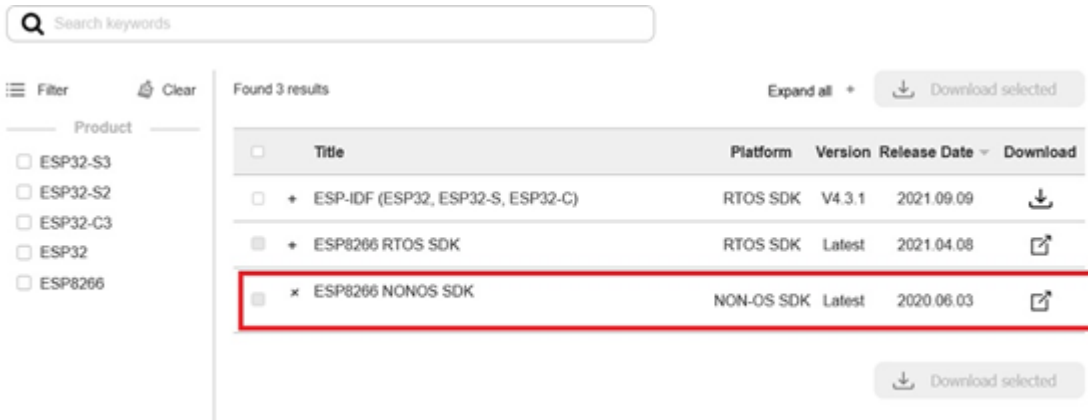 Search keywords
Filter Clear
Product
ESP32-S3
ESP32-S2
ESP32-C3
ESP32
ESP8266
Found 3 results Expand all + Download selected
Title Platform Version Release Date Download
+ ESP-IDF (ESP32, ESP32-S, ESP32-C) RTOS SDK V4.3.1 2021.09.09
+ ESP8266 RTOS SDK RTOS SDK Latest 2021.04.08
× ESP8266 NONOS SDK NON-OS SDK Latest 2020.06.03
Download selected